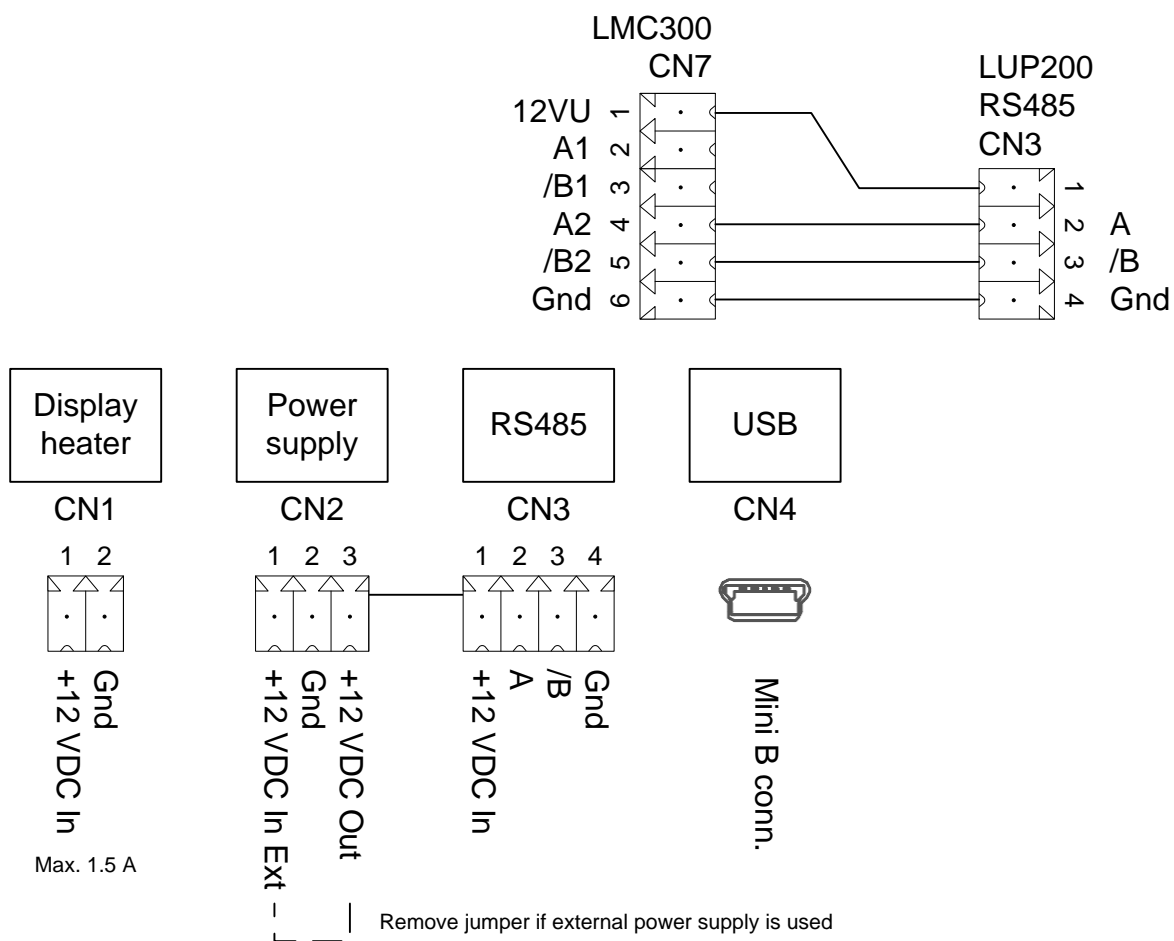 LMC300
CN7
LUP200
RS485
CN3
12VU 1
A1 2
/B1 3
A2 4
/B2 5
Gnd 6
1
2 A
3 /B
4 Gnd
Display
heater
Power
supply
RS485
USB
CN1
CN2
CN3
CN4
1 2
1 2 3
1 2 3 4
+12 VDC In
Gnd
+12 VDC In Ext
Gnd
+12 VDC Out
+12 VDC In
A
/B
Gnd
Mini B conn.
Max. 1.5 A
Remove jumper if external power supply is used